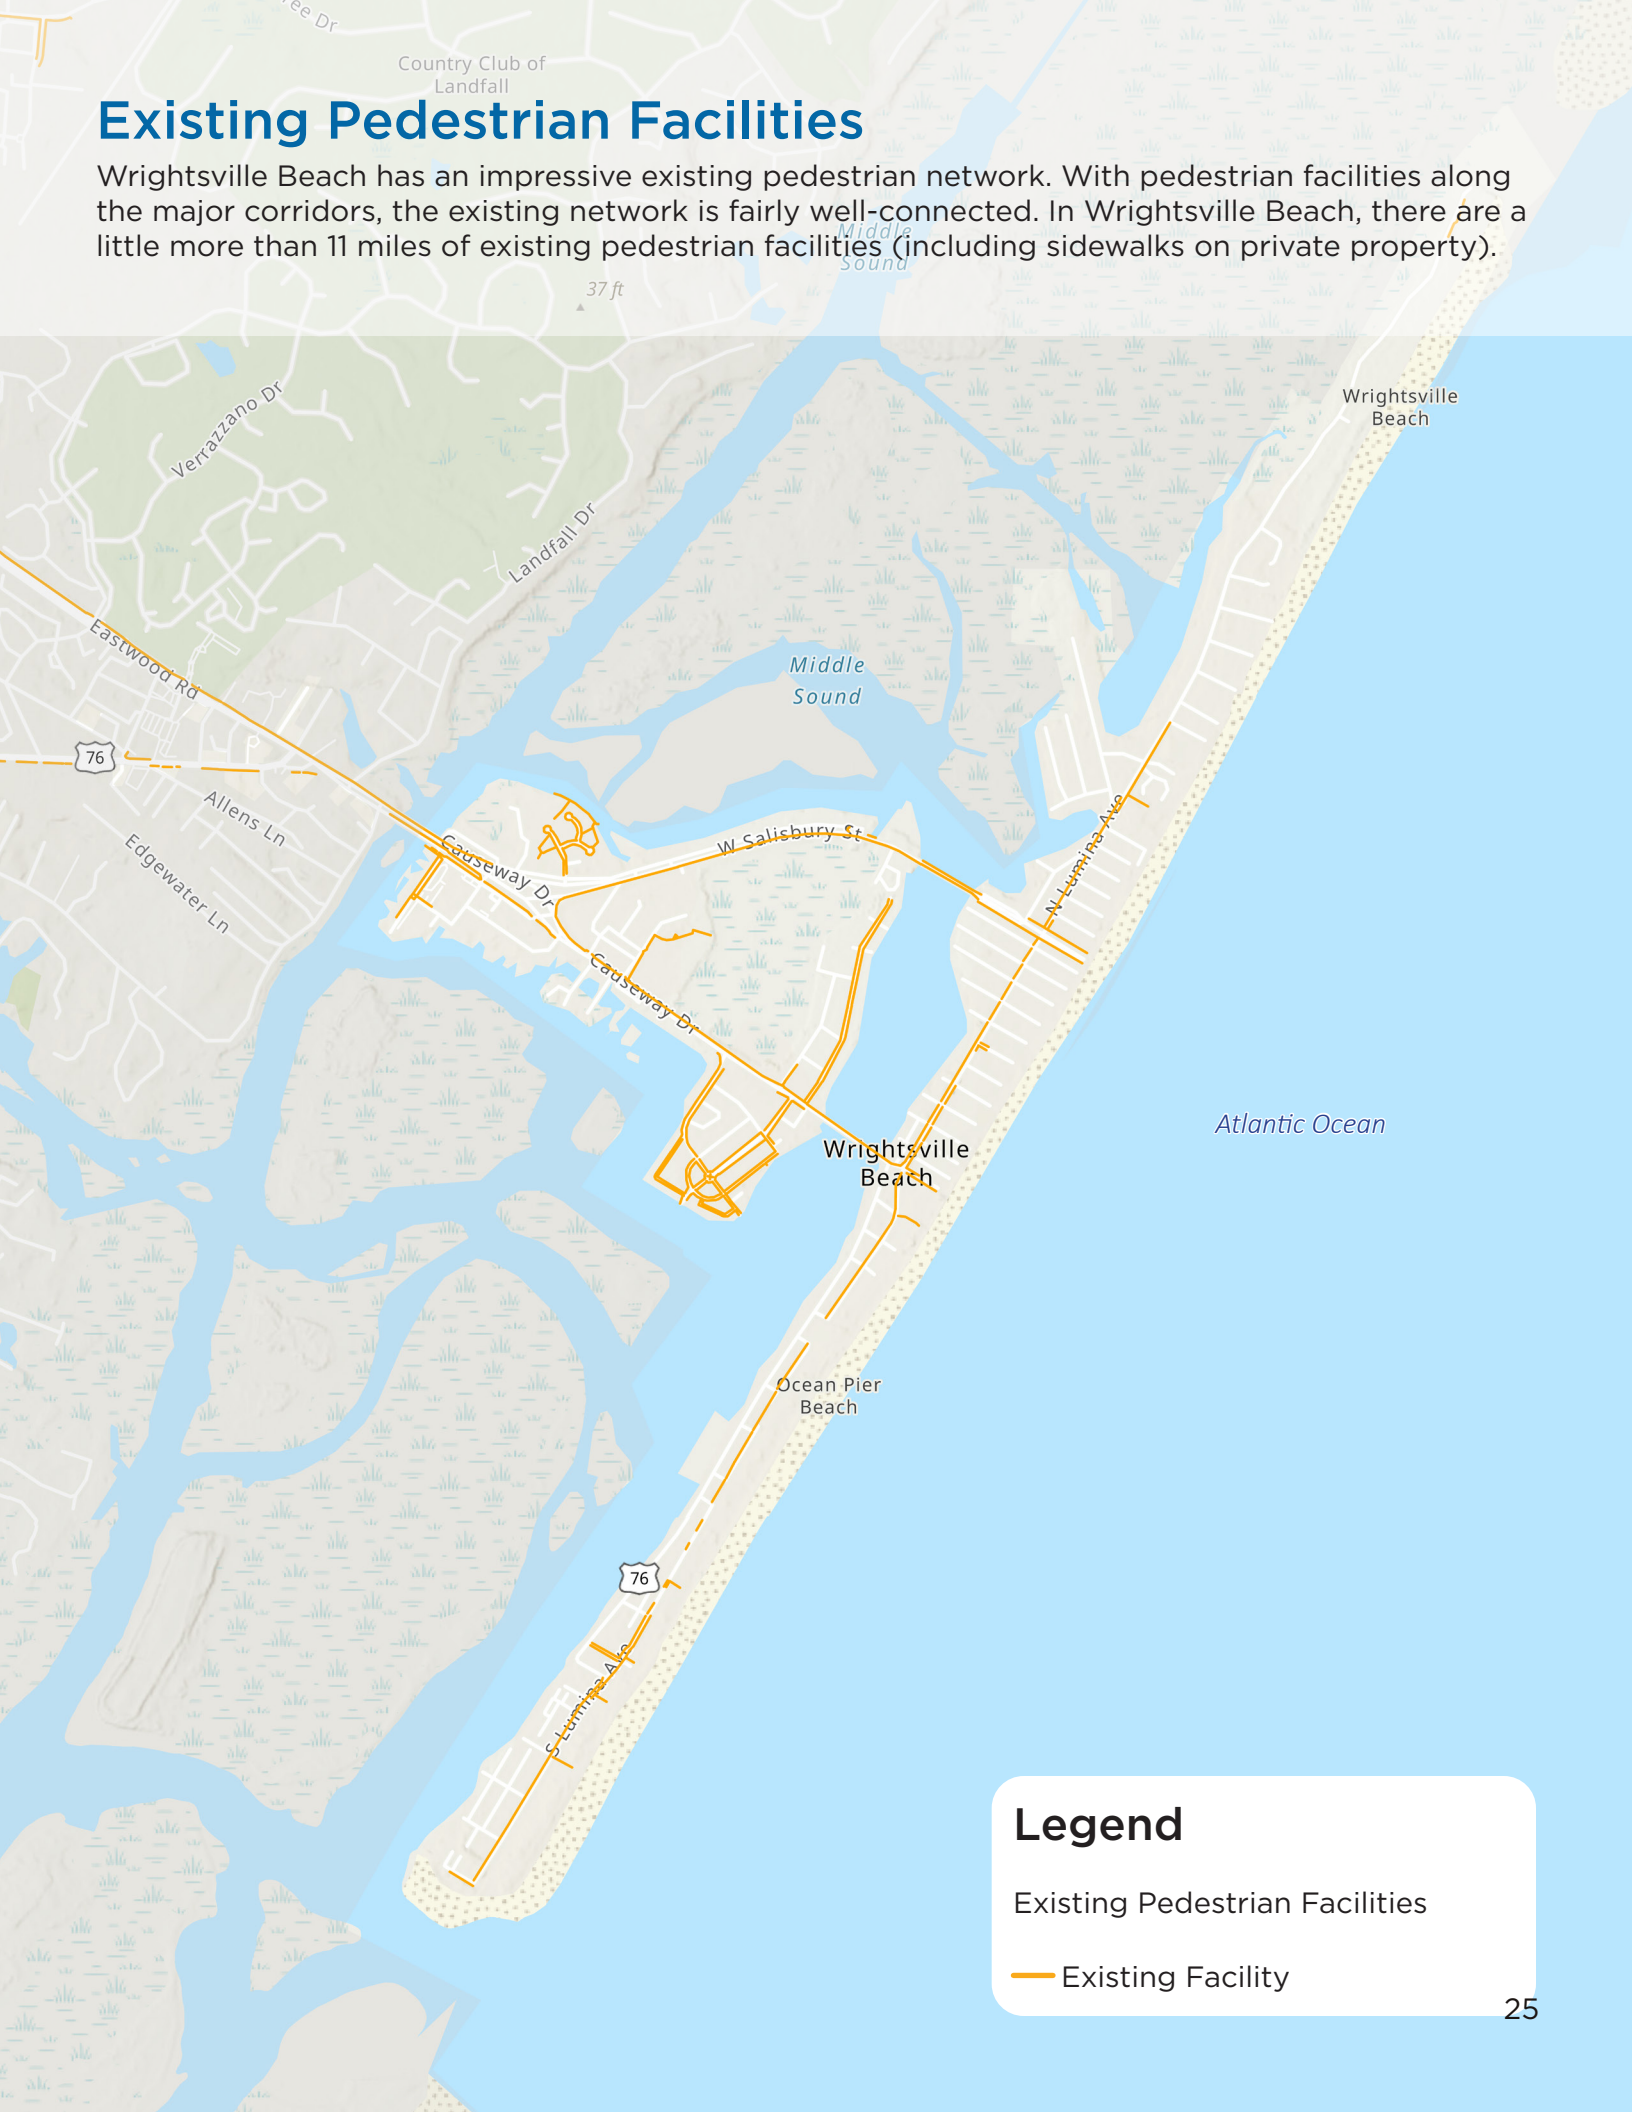 ree Dr
Country Club of
Landfall
Existing Pedestrian Facilities
Wrightsville Beach has an impressive existing pedestrian network. With pedestrian facilities along
the major corridors, the existing network is fairly well-connected. In Wrightsville Beach, there are a
little more than 11 miles of existing pedestrian facilities (including sidewalks on private property).
Middle
Sound
37 ft
Verrazzano Dr
Wrightsville
Beach
Landfall Dr
Eastwood Rd
Middle
Sound
76
Allens Ln
Edgewater Ln
Causeway Dr
W Salisbury St
N Lumina Ave
Causeway Dr
Atlantic Ocean
Wrightsville
Beach
Ocean Pier
Beach
76
S Lumina Ave
Legend
Existing Pedestrian Facilities
Existing Facility
25